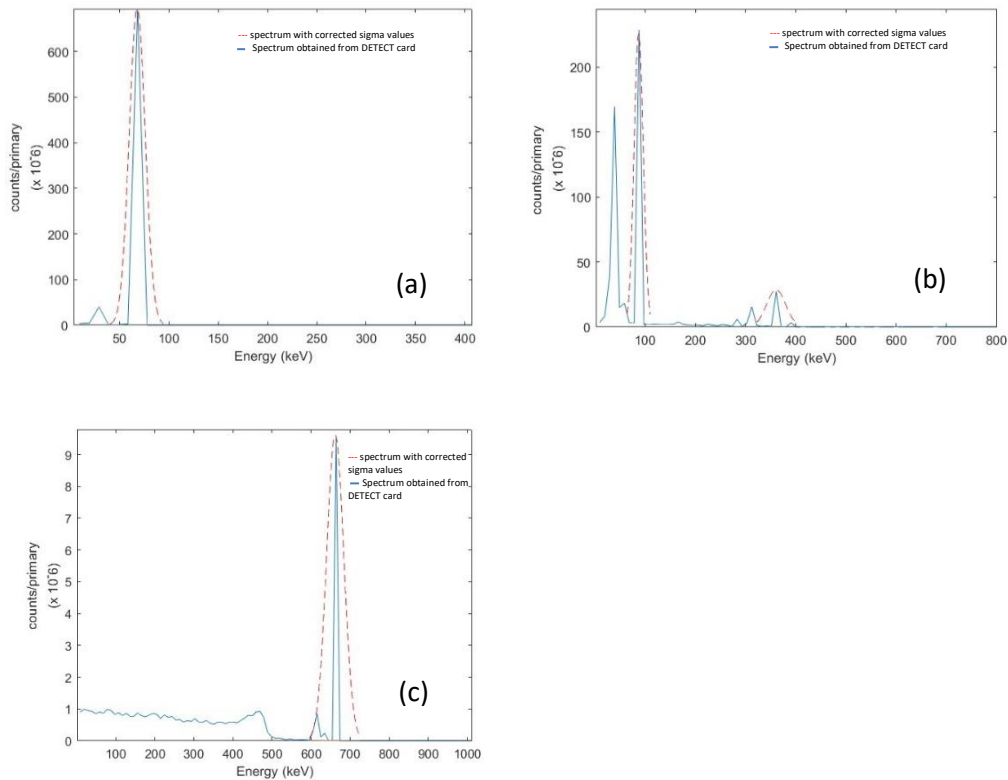 --- spectrum with corrected sigma values
Spectrum obtained from DETECT card
600
500
400
300
200
100
0
counts/primary
(x 10ˆ-6)
(a)
50 100 150 200 250 300 350 400
Energy (keV)
--- spectrum with corrected sigma values
Spectrum obtained from DETECT card
200
150
100
50
0
counts/primary
(x 10ˆ-6)
(b)
100 200 300 400 500 600 700 800
Energy (keV)
--- spectrum with corrected
sigma values
Spectrum obtained from
DETECT card
9
8
7
6
5
4
3
2
1
0
counts/primary
(x 10ˆ-6)
(c)
100 200 300 400 500 600 700 800 900 1000
Energy (keV)